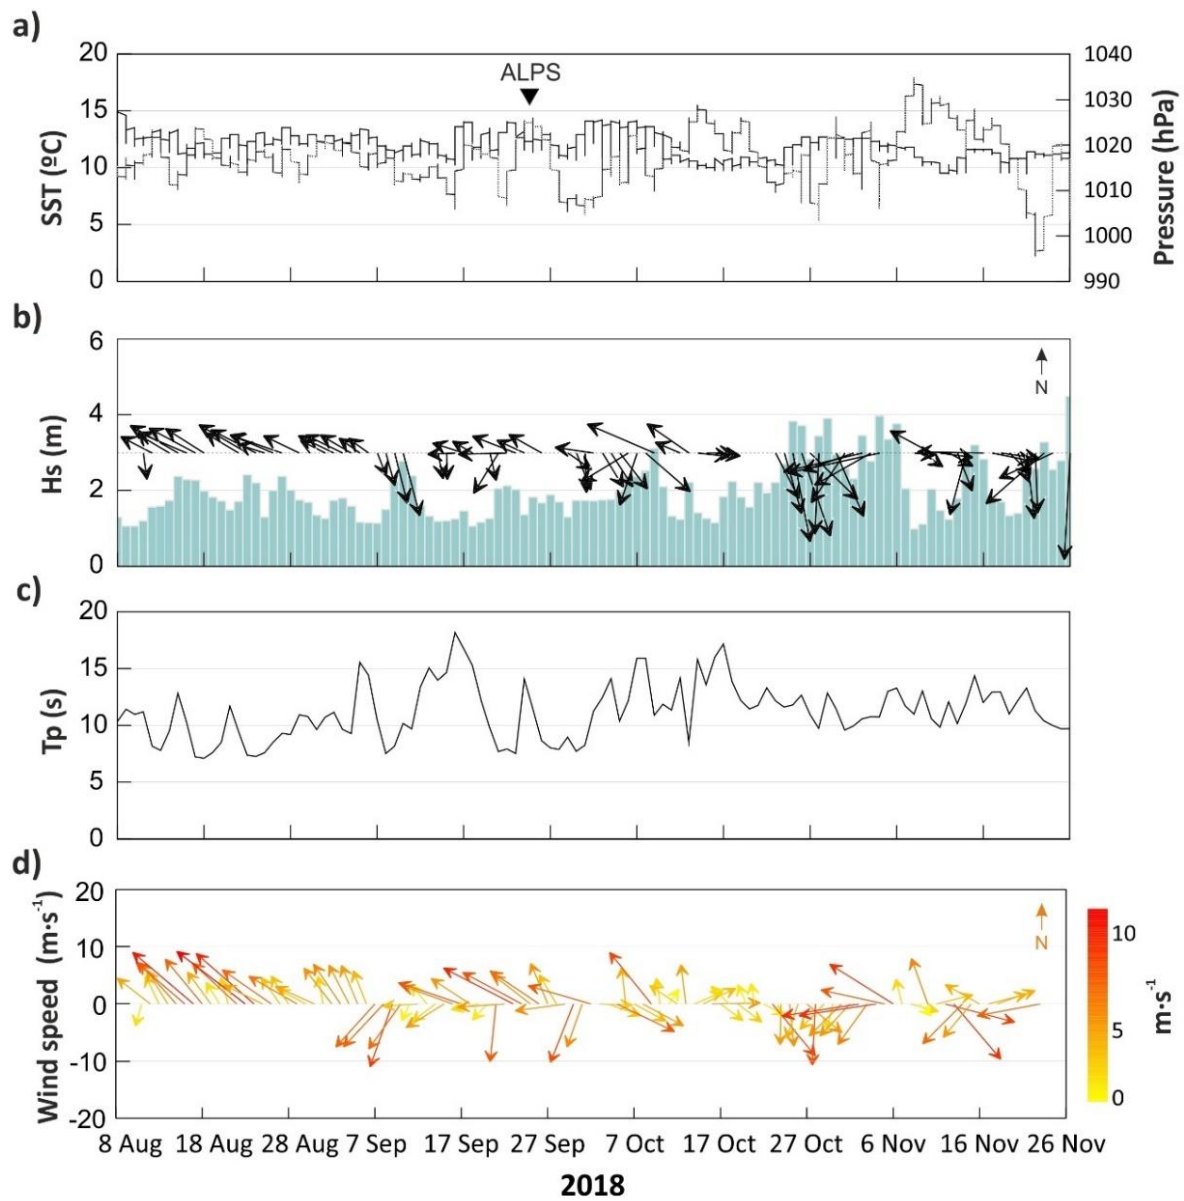 a)
ALPS
20
15
10
5
0
SST (ºC)
1040
1030
1020
1010
1000
990
Pressure (hPa)
b)
6
4
2
0
Hs (m)
N
c)
20
15
10
5
0
Tp (s)
d)
20
10
0
-10
-20
Wind speed (m·s⁻¹)
N
10
5
0
m·s⁻¹
8 Aug 18 Aug 28 Aug 7 Sep 17 Sep 27 Sep 7 Oct 17 Oct 27 Oct 6 Nov 16 Nov 26 Nov
2018